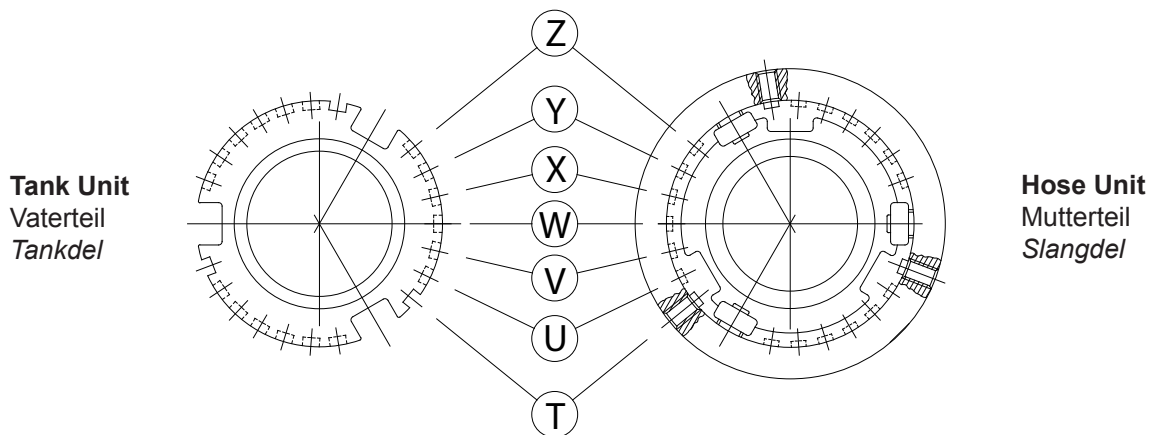 Z
Y
X
W
V
U
T
Tank Unit
Vaterteil
Tankdel
Hose Unit
Mutterteil
Slangdel